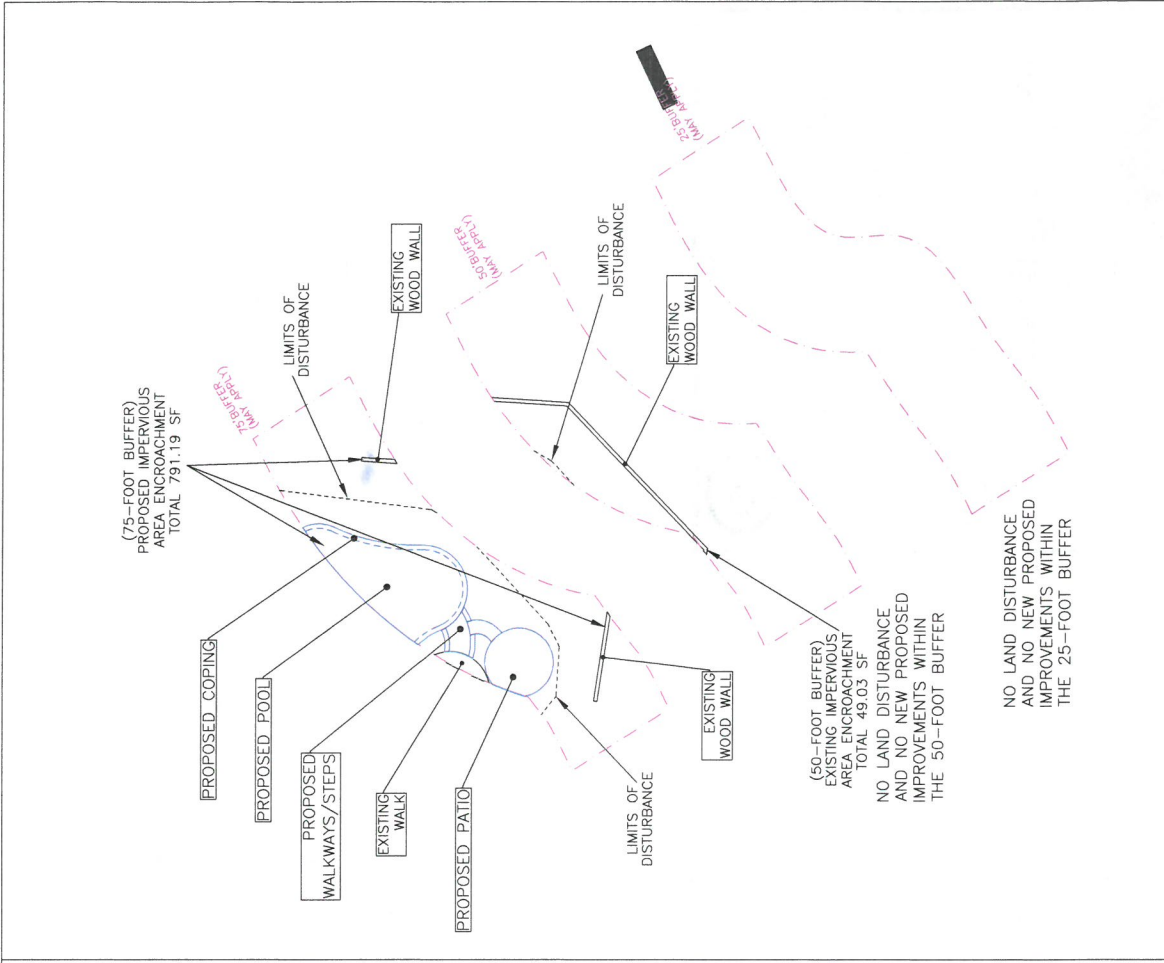 (75-FOOT BUFFER)
PROPOSED IMPERVIOUS
AREA ENCROACHMENT
TOTAL 791.19 SF
75'BUFFER
(MAY APPLY)
LIMITS OF
DISTURBANCE
EXISTING
WOOD WALL
50'BUFFER
(MAY APPLY)
LIMITS OF
DISTURBANCE
EXISTING
WOOD WALL
25'BUFFER
(MAY APPLY)
PROPOSED COPING
PROPOSED POOL
PROPOSED
WALKWAYS/STEPS
EXISTING
WALK
PROPOSED PATIO
LIMITS OF
DISTURBANCE
EXISTING
WOOD WALL
(50-FOOT BUFFER)
EXISTING IMPERVIOUS
AREA ENCROACHMENT
TOTAL 49.03 SF
NO LAND DISTURBANCE
AND NO NEW PROPOSED
IMPROVEMENTS WITHIN
THE 50-FOOT BUFFER
NO LAND DISTURBANCE
AND NO NEW PROPOSED
IMPROVEMENTS WITHIN
THE 25-FOOT BUFFER